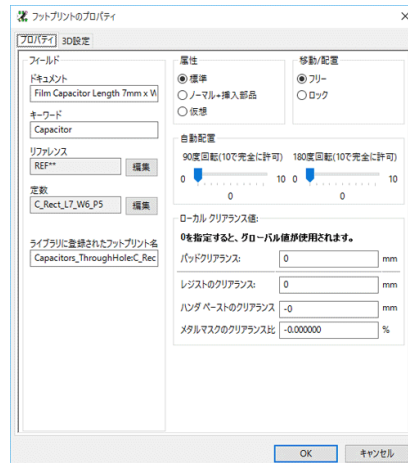 フットプリントのプロパティ
プロパティ 3D設定
フィールド
ドキュメント
Film Capacitor Length 7mm x W
キーワード
Capacitor
リファレンス
REF**
編集
定数
C_Rect_L7_W6_P5
編集
ライブラリに登録されたフットプリント名
Capacitors_ThroughHole:C_Rec
属性
標準
ノーマル+挿入部品
仮想
移動/配置
フリー
ロック
自動配置
90度回転(10で完全に許可) 180度回転(10で完全に許可)
0 10 0 10
0 0
ローカル クリアランス値:
0を指定すると、グローバル値が使用されます。
パッドクリアランス: 0 mm
レジストのクリアランス: 0 mm
ハンダ ペーストのクリアランス -0 mm
メタルマスクのクリアランス比 -0.000000 %
OK キャンセル